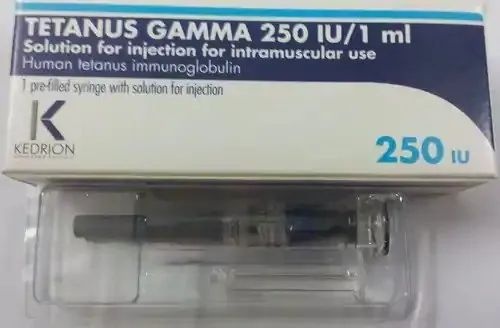 TETANUS GAMMA 250 IU/1 ml
Solution for injection for intramuscular use
Human tetanus immunoglobulin
1 pre-filled syringe with solution for injection
KEDRION
250 IU